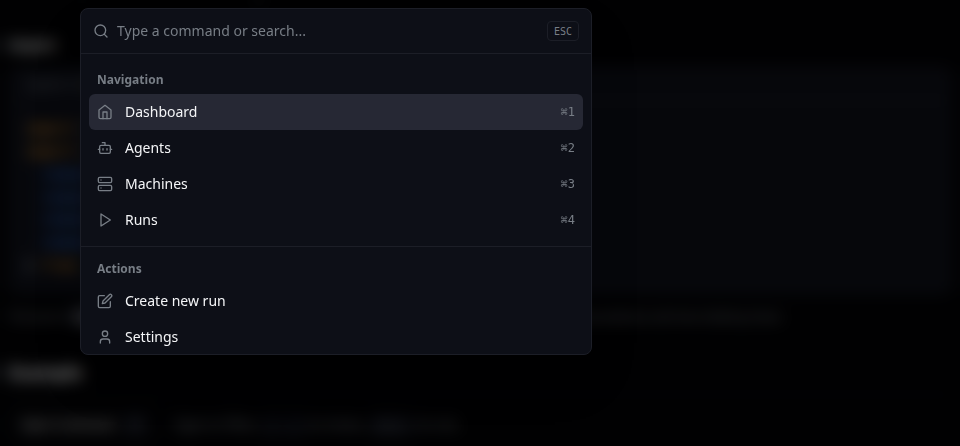 Type a command or search...
ESC
Navigation
Dashboard ⌘1
Agents ⌘2
Machines ⌘3
Runs ⌘4
Actions
Create new run
Settings